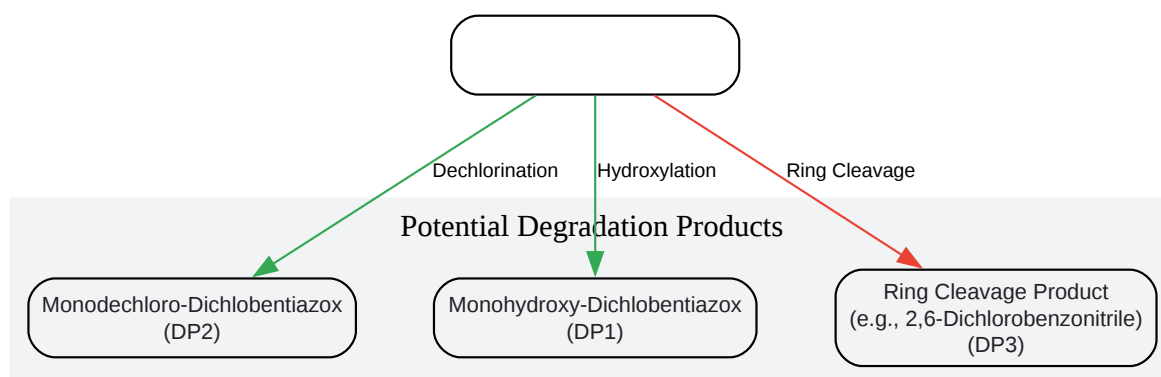 Dechlorination
Hydroxylation
Ring Cleavage
Potential Degradation Products
Monodechloro-Dichlobentiazox
(DP2)
Monohydroxy-Dichlobentiazox
(DP1)
Ring Cleavage Product
(e.g., 2,6-Dichlorobenzonitrile)
(DP3)